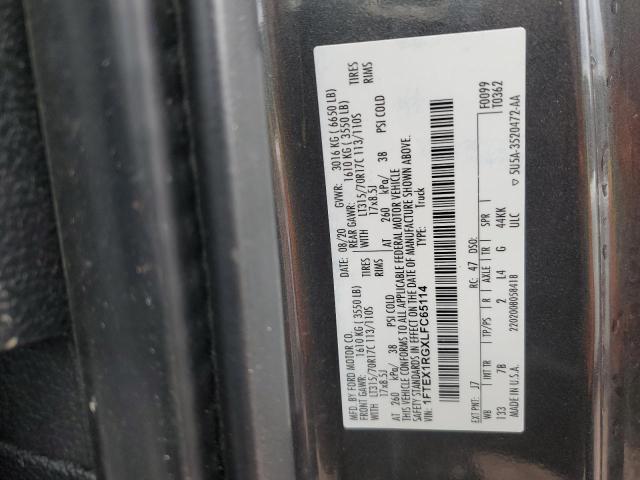 MFD. BY FORD MOTOR CO.
DATE: 08/20 GVWR: 3016 KG ( 6650 LB)
FRONT GAWR: 1610 KG ( 3550 LB) REAR GAWR: 1610 KG ( 3550 LB)
WITH LT315/70R17C 113/110S TIRES WITH LT315/70R17C 113/110S TIRES
17x8.5J RIMS 17x8.5J RIMS
AT 260 kPa/ 38 PSI COLD AT 260 kPa/ 38 PSI COLD
THIS VEHICLE CONFORMS TO ALL APPLICABLE FEDERAL MOTOR VEHICLE
SAFETY STANDARDS IN EFFECT ON THE DATE OF MANUFACTURE SHOWN ABOVE.
VIN: 1FTEX1RGXLFC65114 TYPE: Truck
F0099
T0362
EXT PNT: J7 RC: 47 DSO:
WB INT TR TP/PS R AXLE TR SPR
133 7B 2 L4 G 44KK
MADE IN U.S.A. 2202008058418 ULC
5U5A-3520472-AA